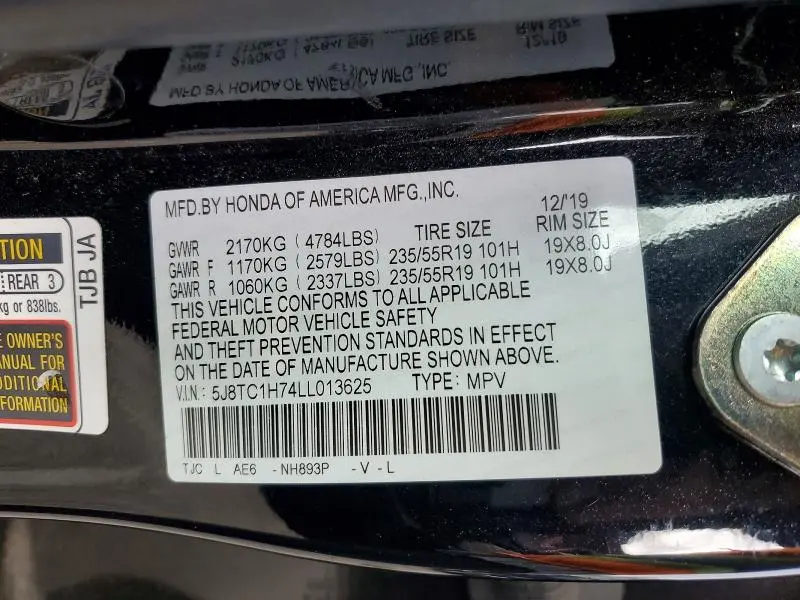 MFD.BY HONDA OF AMERICA MFG.,INC. 12/'19
GVWR 2170KG (4784LBS) TIRE SIZE RIM SIZE
GAWR F 1170KG (2579LBS) 235/55R19 101H 19X8.0J
GAWR R 1060KG (2337LBS) 235/55R19 101H 19X8.0J
THIS VEHICLE CONFORMS TO ALL APPLICABLE
FEDERAL MOTOR VEHICLE SAFETY
AND THEFT PREVENTION STANDARDS IN EFFECT
ON THE DATE OF MANUFACTURE SHOWN ABOVE.
V.I.N.: 5J8TC1H74LL013625 TYPE: MPV
TJC L AE6 -NH893P -V-L
TION
REAR 3
kg or 838lbs.
OWNER'S
MANUAL FOR
ADDITIONAL
INFORMATION
TJB JA